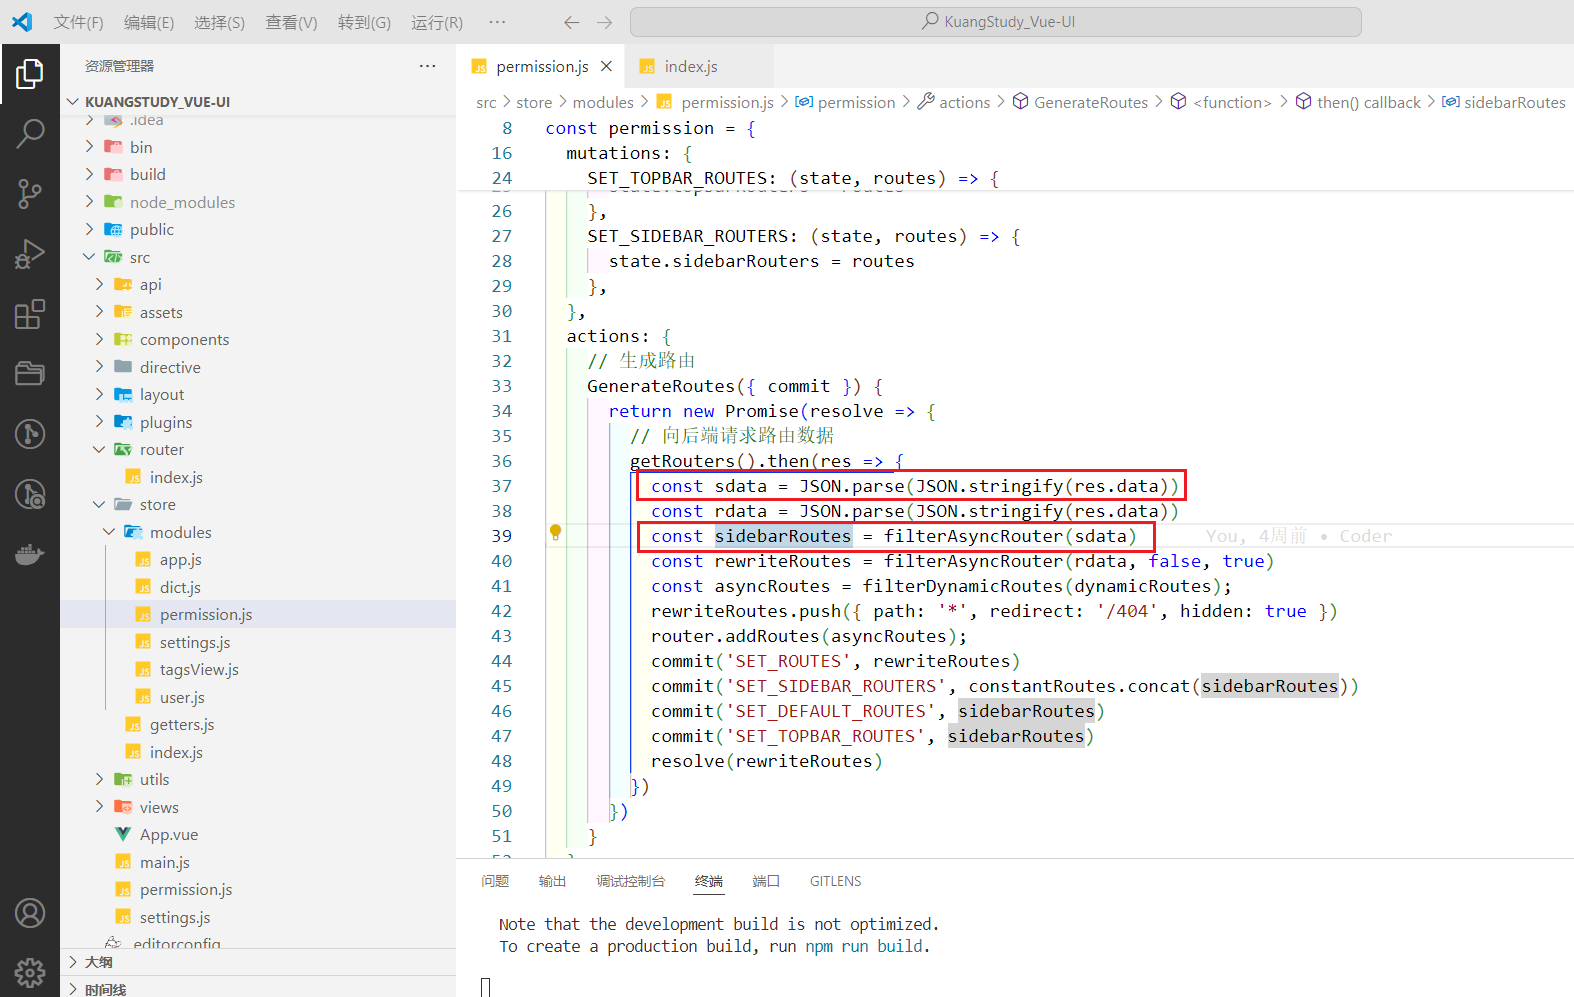 文件(F) 编辑(E) 选择(S) 查看(V) 转到(G) 运行(R) ··· KuangStudy_Vue-UI
资源管理器 ···
KUANGSTUDY_VUE-UI
.idea
bin
build
node_modules
public
src
api
assets
components
directive
layout
plugins
router
index.js
store
modules
app.js
dict.js
permission.js
settings.js
tagsView.js
user.js
getters.js
index.js
utils
views
App.vue
main.js
permission.js
settings.js
.editorconfig
大纲
时间线
permission.js index.js
src > store > modules > permission.js > permission > actions > GenerateRoutes > <function> > then() callback > sidebarRoutes
8 const permission = {
16 mutations: {
24 SET_TOPBAR_ROUTES: (state, routes) => {
25 state.topbarRouters = routes
26 },
27 SET_SIDEBAR_ROUTERS: (state, routes) => {
28 state.sidebarRouters = routes
29 },
30 },
31 actions: {
32 // 生成路由
33 GenerateRoutes({ commit }) {
34 return new Promise(resolve => {
35 // 向后端请求路由数据
36 getRouters().then(res => {
37 const sdata = JSON.parse(JSON.stringify(res.data))
38 const rdata = JSON.parse(JSON.stringify(res.data))
39 const sidebarRoutes = filterAsyncRouter(sdata) You, 4周前 • Coder
40 const rewriteRoutes = filterAsyncRouter(rdata, false, true)
41 const asyncRoutes = filterDynamicRoutes(dynamicRoutes);
42 rewriteRoutes.push({ path: '*', redirect: '/404', hidden: true })
43 router.addRoutes(asyncRoutes);
44 commit('SET_ROUTES', rewriteRoutes)
45 commit('SET_SIDEBAR_ROUTERS', constantRoutes.concat(sidebarRoutes))
46 commit('SET_DEFAULT_ROUTES', sidebarRoutes)
47 commit('SET_TOPBAR_ROUTES', sidebarRoutes)
48 resolve(rewriteRoutes)
49 })
50 })
51 }
52
问题 输出 调试控制台 终端 端口 GITLENS
Note that the development build is not optimized.
To create a production build, run npm run build.